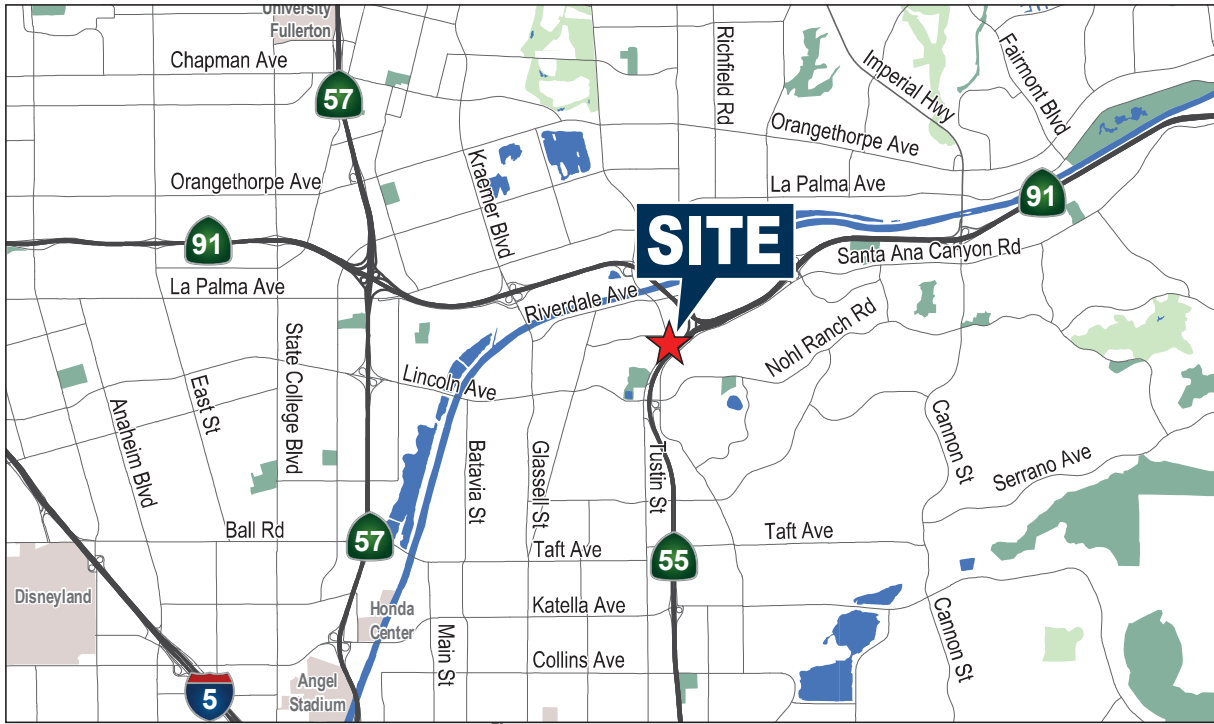 University
Fullerton
Chapman Ave
57
Richfield Rd
Imperial Hwy
Fairmont Blvd
Orangethorpe Ave
Kraemer Blvd
Orangethorpe Ave
La Palma Ave
91
91
SITE
Santa Ana Canyon Rd
La Palma Ave
Riverdale Ave
Nohl Ranch Rd
State College Blvd
East St
Anaheim Blvd
Lincoln Ave
Batavia St
Glassell St
Tustin St
Cannon St
Serrano Ave
Ball Rd
57
Taft Ave
55
Taft Ave
Disneyland
Honda
Center
Katella Ave
Main St
Collins Ave
Cannon St
Angel
Stadium
5